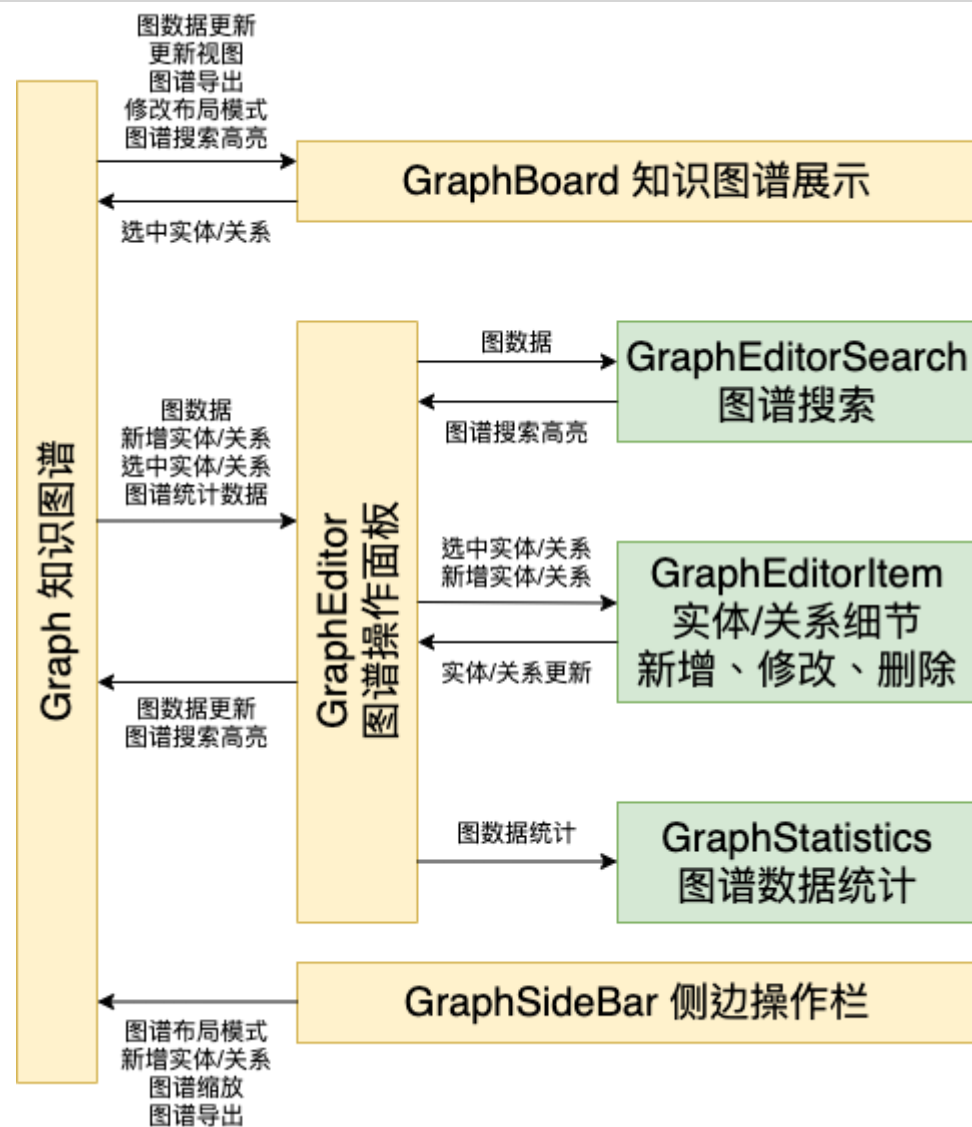 图数据更新
更新视图
图谱导出
修改布局模式
图谱搜索高亮
GraphBoard 知识图谱展示
选中实体/关系
Graph 知识图谱
图数据
新增实体/关系
选中实体/关系
图谱统计数据
图数据更新
图谱搜索高亮
GraphEditor
图谱操作面板
图数据
GraphEditorSearch
图谱搜索
图谱搜索高亮
选中实体/关系
新增实体/关系
GraphEditorItem
实体/关系细节
新增、修改、删除
实体/关系更新
图数据统计
GraphStatistics
图谱数据统计
GraphSideBar 侧边操作栏
图谱布局模式
新增实体/关系
图谱缩放
图谱导出